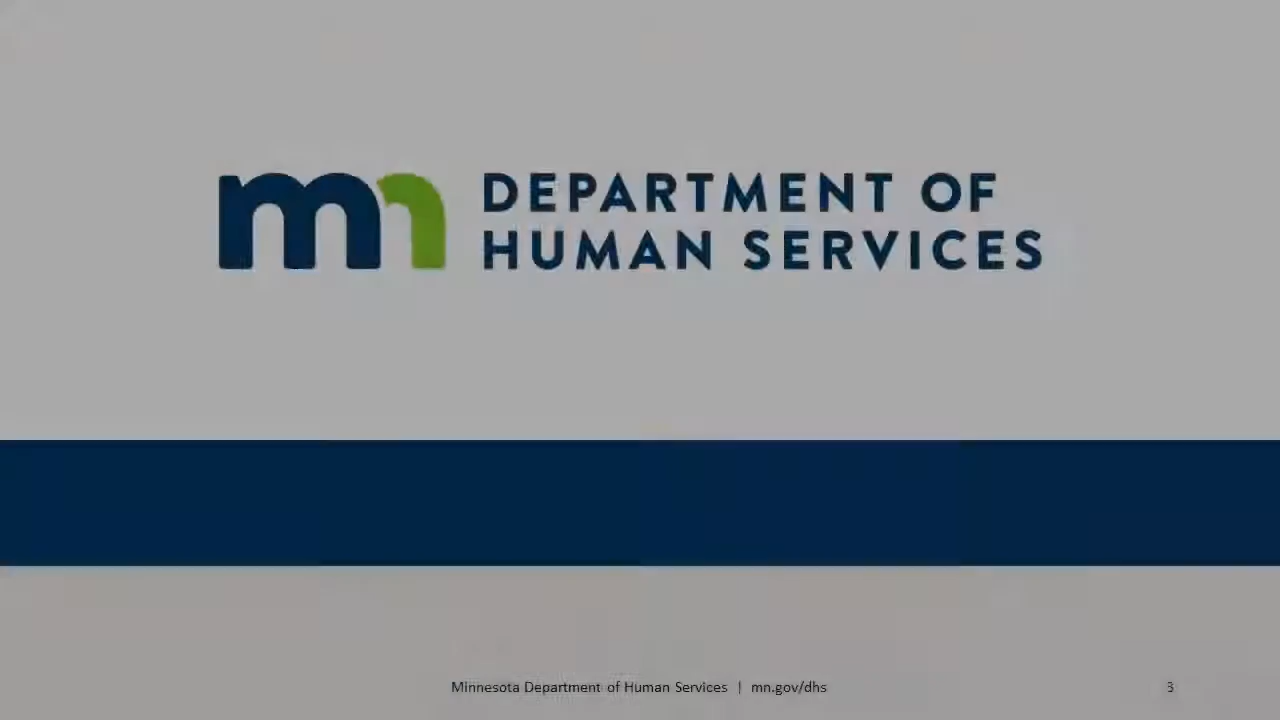 mn DEPARTMENT OF
HUMAN SERVICES
Minnesota Department of Human Services | mn.gov/dhs
3